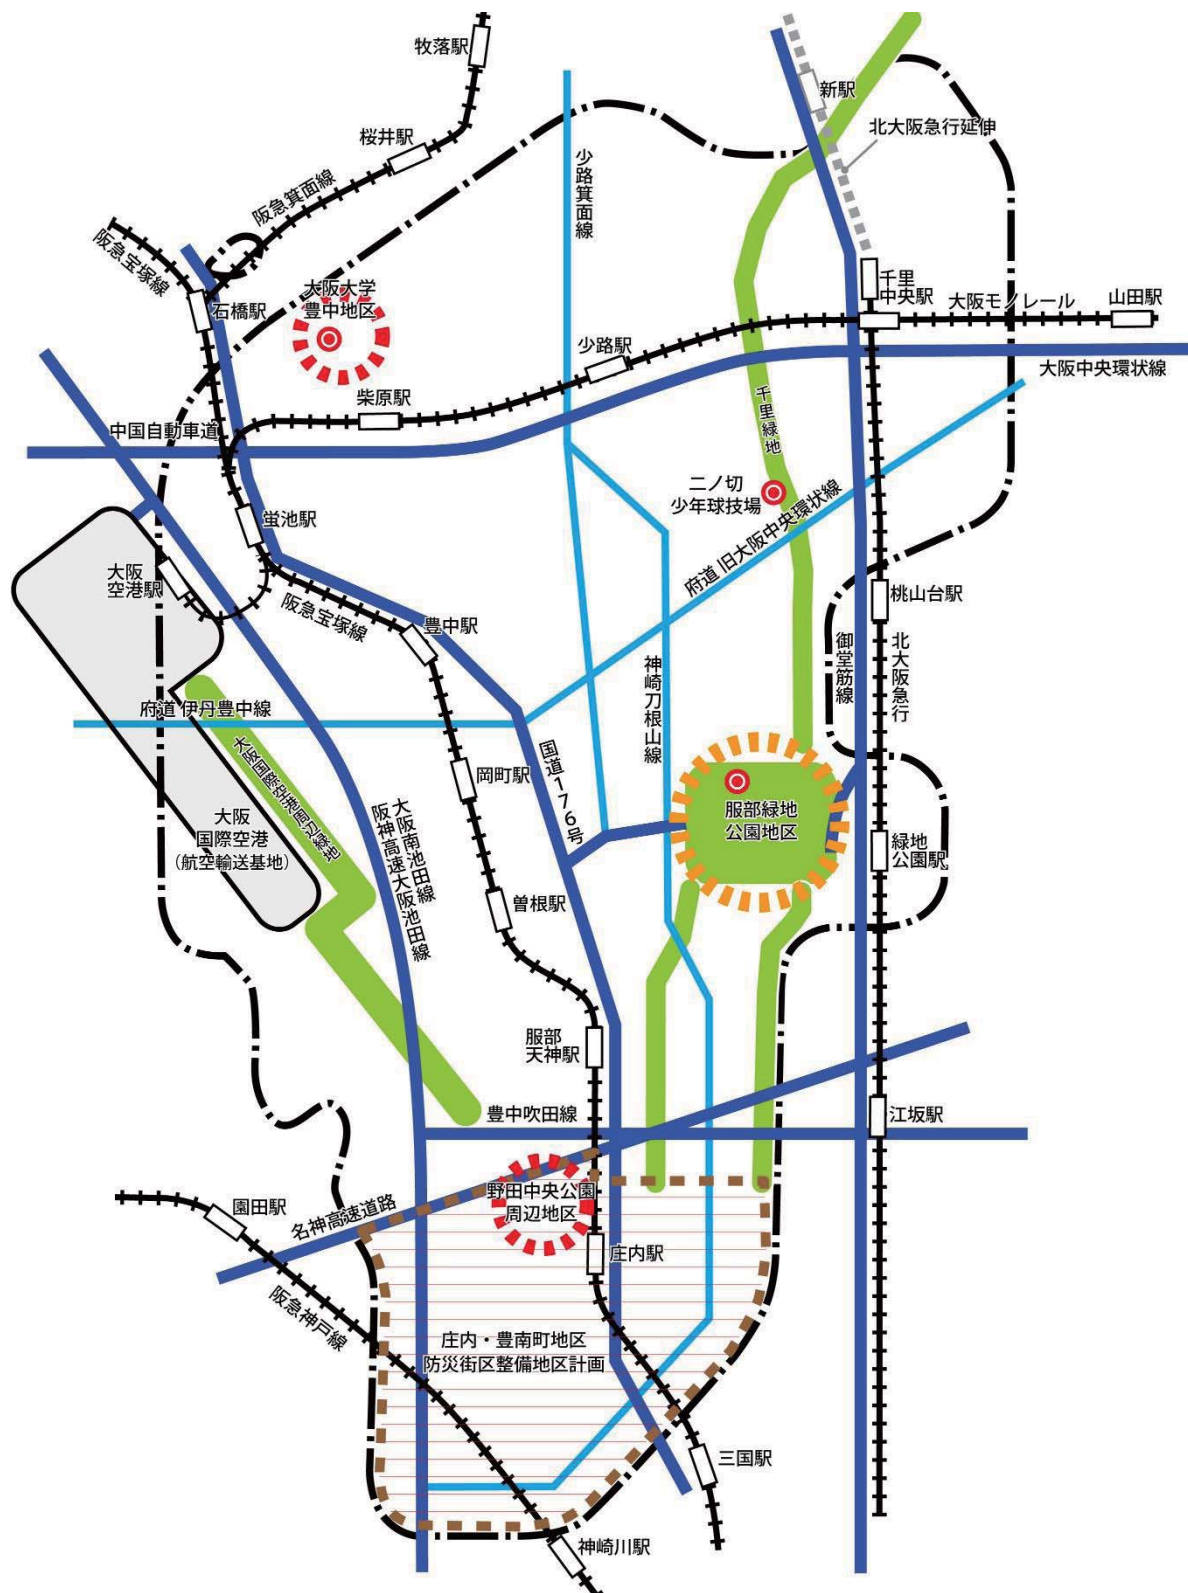 牧落駅
新駅
北大阪急行延伸
桜井駅
少路箕面線
阪急箕面線
阪急宝塚線
石橋駅
大阪大学
豊中地区
千里
中央駅
大阪モノレール
山田駅
少路駅
大阪中央環状線
柴原駅
千里緑地
中国自動車道
二ノ切
少年球技場
府道 旧大阪中央環状線
蛍池駅
大阪
空港駅
阪急宝塚線
豊中駅
桃山台駅
御堂筋線
北大阪急行
神崎刀根山線
府道 伊丹豊中線
大阪国際空港周辺緑地
岡町駅
国道176号
服部緑地
公園地区
大阪
国際空港
（航空輸送基地）
大阪南池田線
阪神高速大阪池田線
緑地
公園駅
曽根駅
服部
天神駅
豊中吹田線
江坂駅
野田中央公園
周辺地区
園田駅
名神高速道路
庄内駅
阪急神戸線
庄内・豊南町地区
防災街区整備地区計画
三国駅
神崎川駅